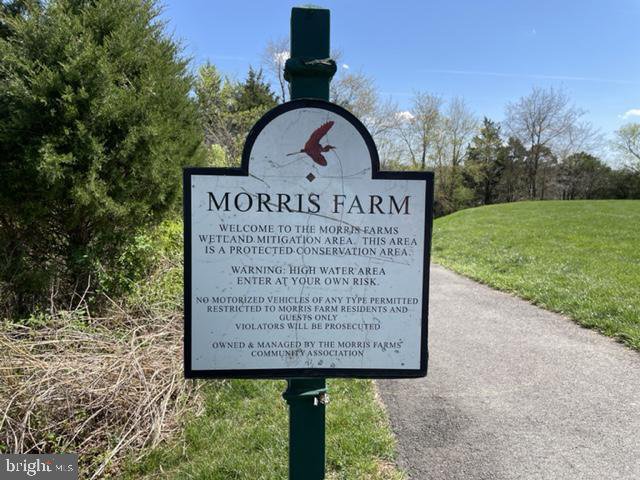 MORRIS FARM
WELCOME TO THE MORRIS FARMS
WETLAND MITIGATION AREA. THIS AREA
IS A PROTECTED CONSERVATION AREA.
WARNING: HIGH WATER AREA
ENTER AT YOUR OWN RISK.
NO MOTORIZED VEHICLES OF ANY TYPE PERMITTED
RESTRICTED TO MORRIS FARM RESIDENTS AND
GUESTS ONLY
VIOLATORS WILL BE PROSECUTED
OWNED & MANAGED BY THE MORRIS FARMS'
COMMUNITY ASSOCIATION
bright MLS